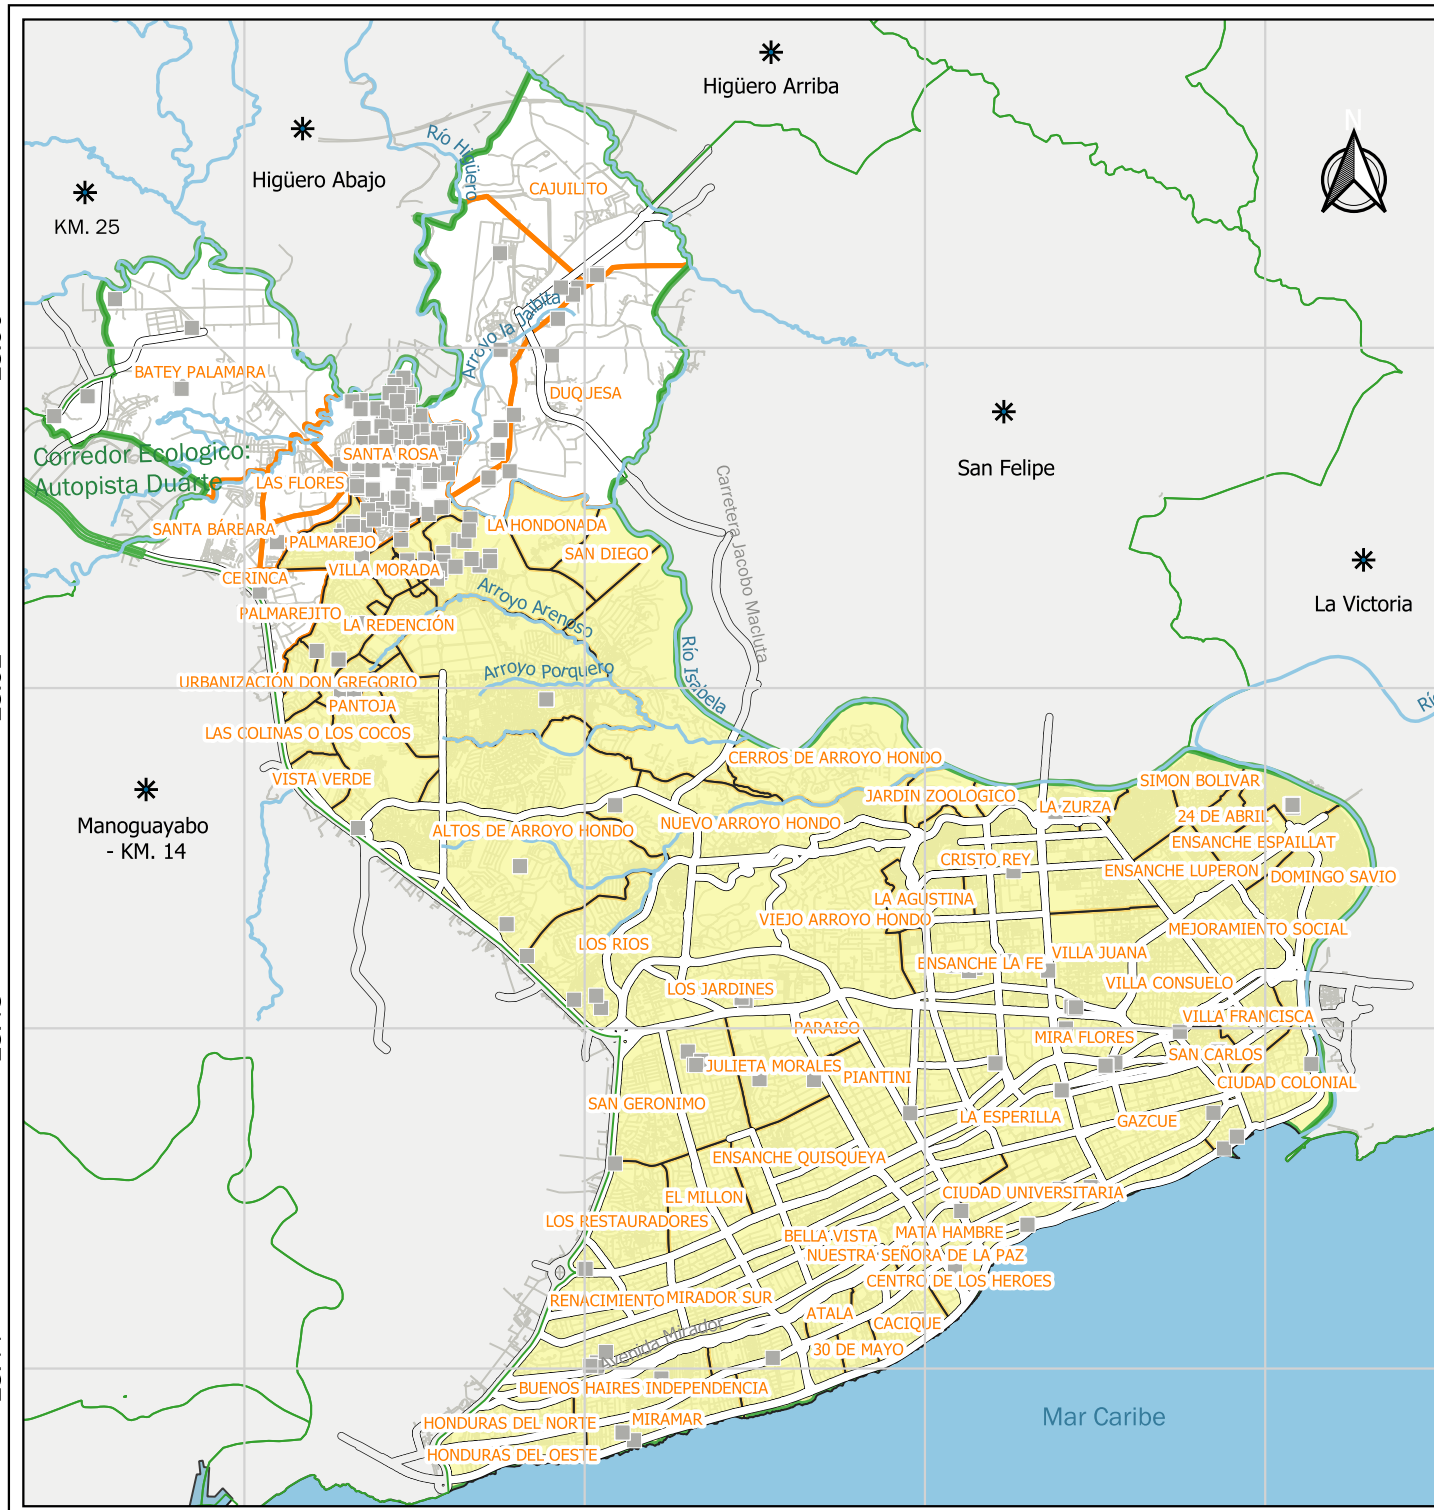 Higüero Arriba
N
Río Higüero
Higüero Abajo
CAJUILITO
KM. 25
Arroyo la Jabita
BATEY PALAMARA
DUQUESA
Corredor Ecologico:
Autopista Duarte
SANTA ROSA
San Felipe
LAS FLORES
Carretera Jacobo Macluta
SANTA BÁRBARA
PALMAREJO
LA HONDONADA
SAN DIEGO
CERINCA
VILLA MORADA
La Victoria
PALMAREJITO
LA REDENCIÓN
Arroyo Arenoso
Arroyo Porquero
Río Isabela
URBANIZACIÓN DON GREGORIO
PANTOJA
LAS COLINAS O LOS COCOS
CERROS DE ARROYO HONDO
VISTA VERDE
SIMON BOLIVAR
JARDIN ZOOLOGICO
LA ZURZA
24 DE ABRIL
Manoguayabo
- KM. 14
ALTOS DE ARROYO HONDO
NUEVO ARROYO HONDO
ENSANCHE ESPAILLAT
CRISTO REY
ENSANCHE LUPERON
DOMINGO SAVIO
LA AGUSTINA
VIEJO ARROYO HONDO
MEJORAMIENTO SOCIAL
LOS RIOS
ENSANCHE LA FE
VILLA JUANA
LOS JARDINES
VILLA CONSUELO
VILLA FRANCISCA
PARAISO
MIRA FLORES
SAN CARLOS
JULIETA MORALES
PIANTINI
CIUDAD COLONIAL
SAN GERONIMO
LA ESPERILLA
GAZCUE
ENSANCHE QUISQUEYA
EL MILLON
CIUDAD UNIVERSITARIA
LOS RESTAURADORES
BELLA VISTA
MATA HAMBRE
NUESTRA SEÑORA DE LA PAZ
CENTRO DE LOS HEROES
RENACIMIENTO
MIRADOR SUR
ATALA
CACIQUE
Avenida Mirador
30 DE MAYO
BUENOS HAIRES
INDEPENDENCIA
HONDURAS DEL NORTE
MIRAMAR
Mar Caribe
HONDURAS DEL OESTE